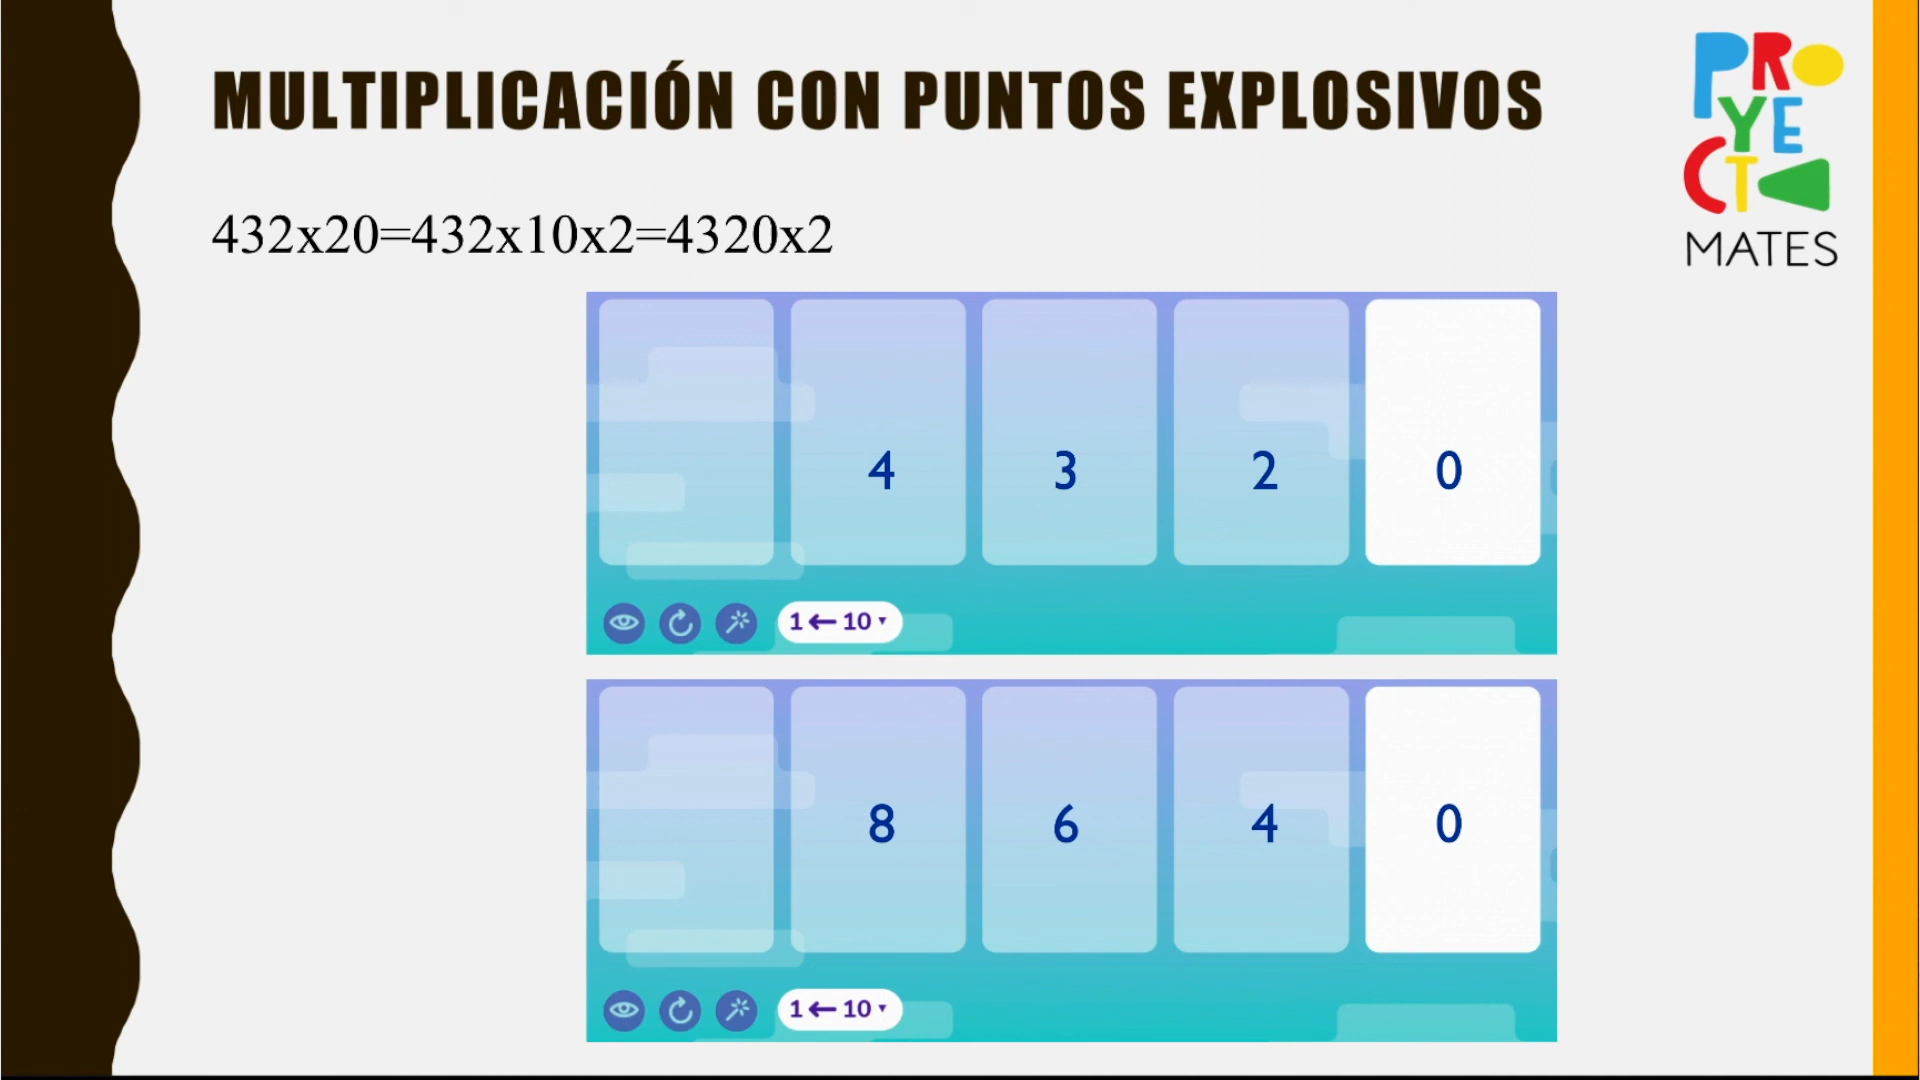 MULTIPLICACIÓN CON PUNTOS EXPLOSIVOS
PROYECTA
MATES
432x20=432x10x2=4320x2
4 3 2 0
1 ← 10 ▾
8 6 4 0
1 ← 10 ▾